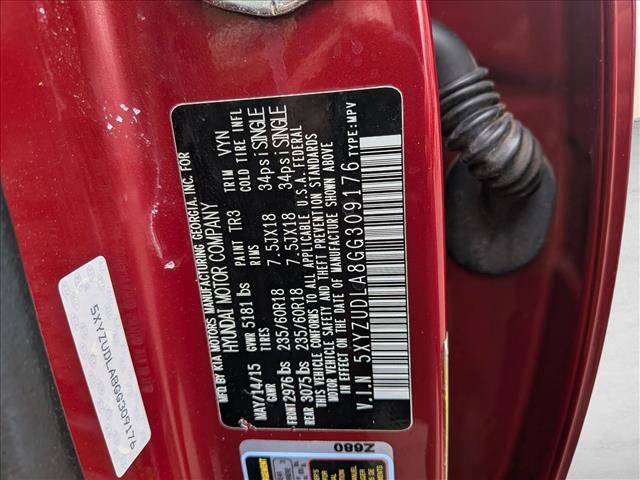 MFD BY KIA MOTORS MANUFACTURING GEORGIA, INC. FOR
HYUNDAI MOTOR COMPANY
MAY/14/15 GVWR 5181 lbs PAINT TR3 TRIM VYN
GAWR TIRES RIMS COLD TIRE INFL
FRONT 2976 lbs 235/60R18 7.5JX18 34psi SINGLE
REAR 3075 lbs 235/60R18 7.5JX18 34psi SINGLE
THIS VEHICLE CONFORMS TO ALL APPLICABLE U.S.A. FEDERAL
MOTOR VEHICLE SAFETY AND THEFT PREVENTION STANDARDS
IN EFFECT ON THE DATE OF MANUFACTURE SHOWN ABOVE
V.I.N 5XYZUDLA8GG309176 TYPE:MPV
5XYZUDLA8GG309176
Z680